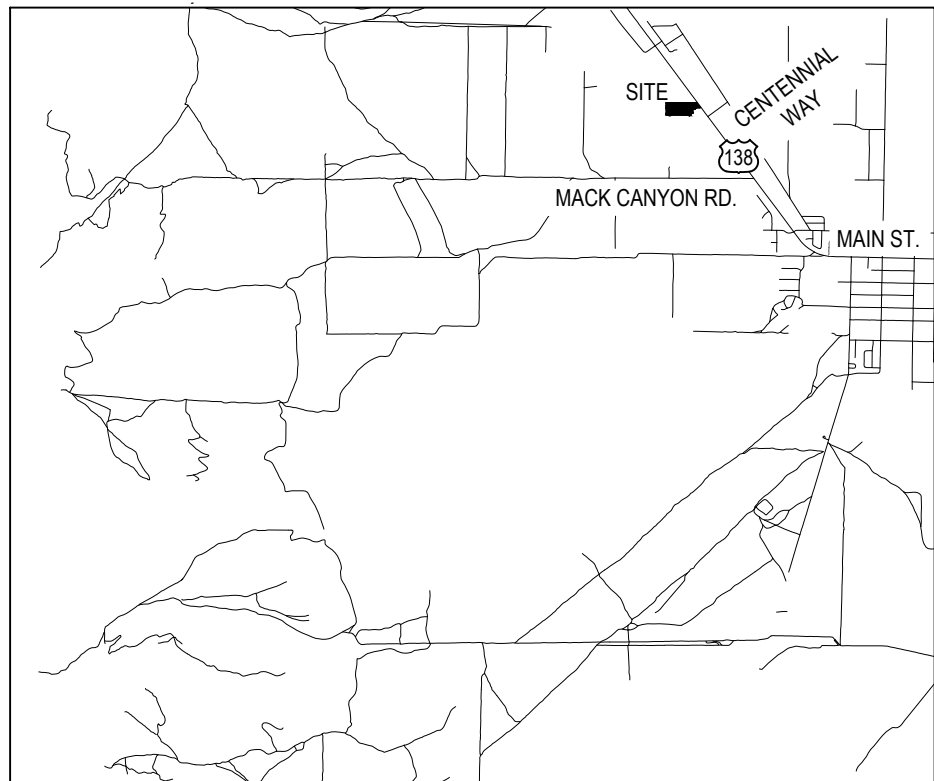 SITE
CENTENNIAL
WAY
138
MACK CANYON RD.
MAIN ST.